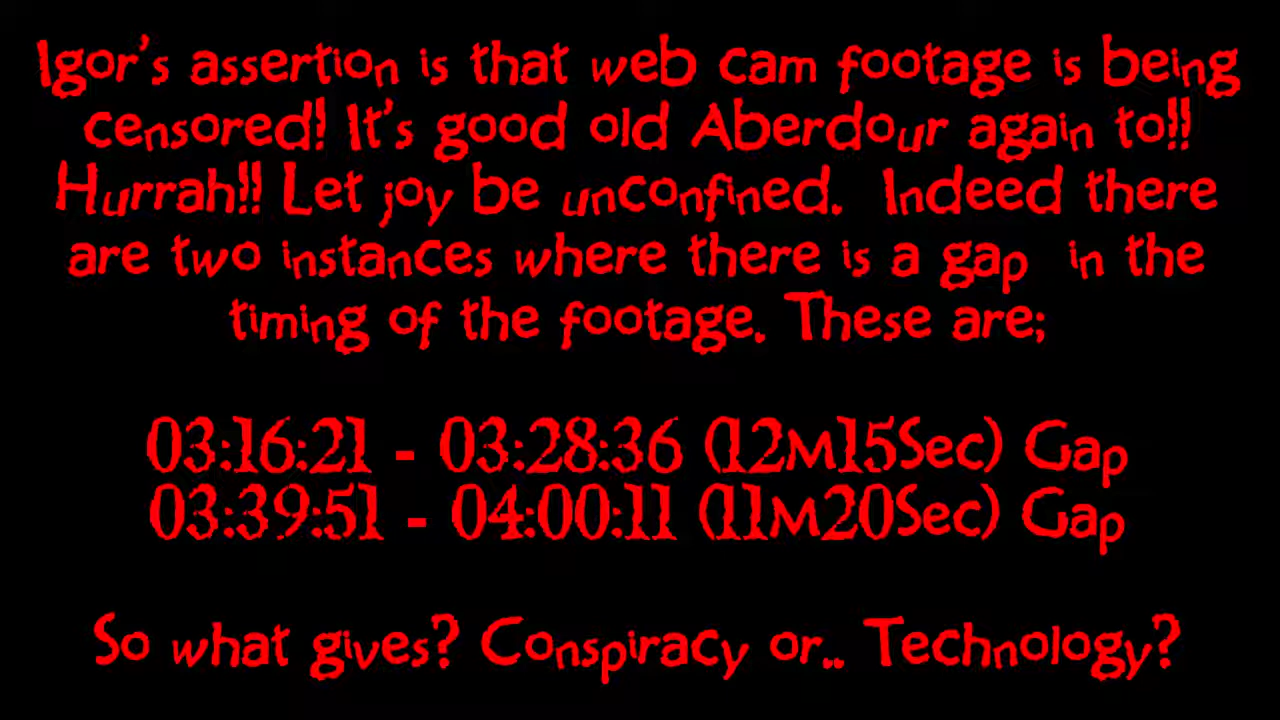 Igor's assertion is that web cam footage is being
censored! It's good old Aberdour again to!!
Hurrah!! Let joy be unconfined. Indeed there
are two instances where there is a gap in the
timing of the footage. These are;
03:16:21 - 03:28:36 (12M15Sec) Gap
03:39:51 - 04:00:11 (11M20Sec) Gap
So what gives? Conspiracy or.. Technology?